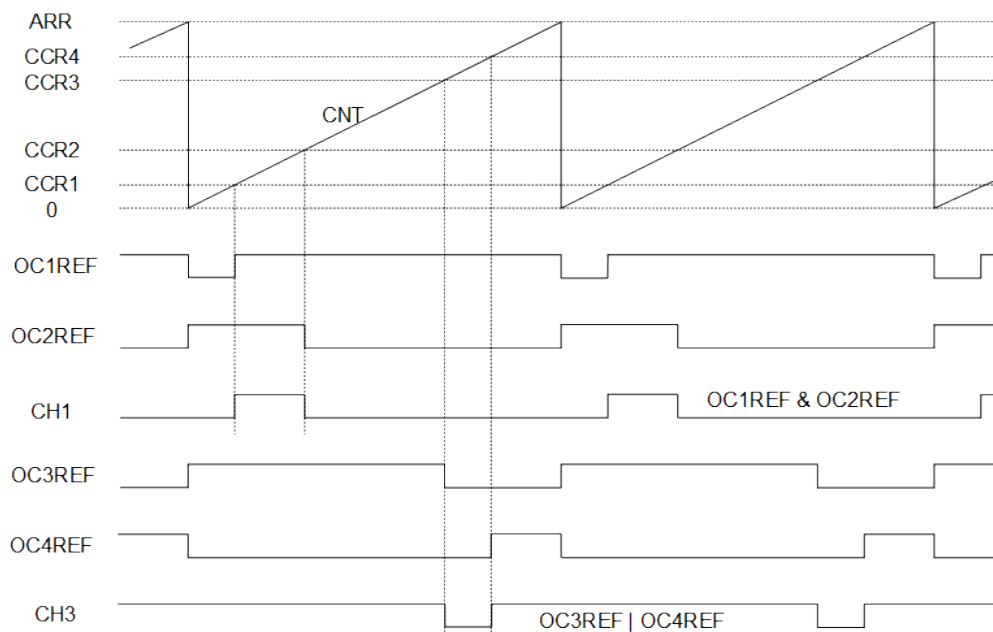 ARR
CCR4
CCR3
CNT
CCR2
CCR1
0
OC1REF
OC2REF
CH1
OC1REF & OC2REF
OC3REF
OC4REF
CH3
OC3REF | OC4REF